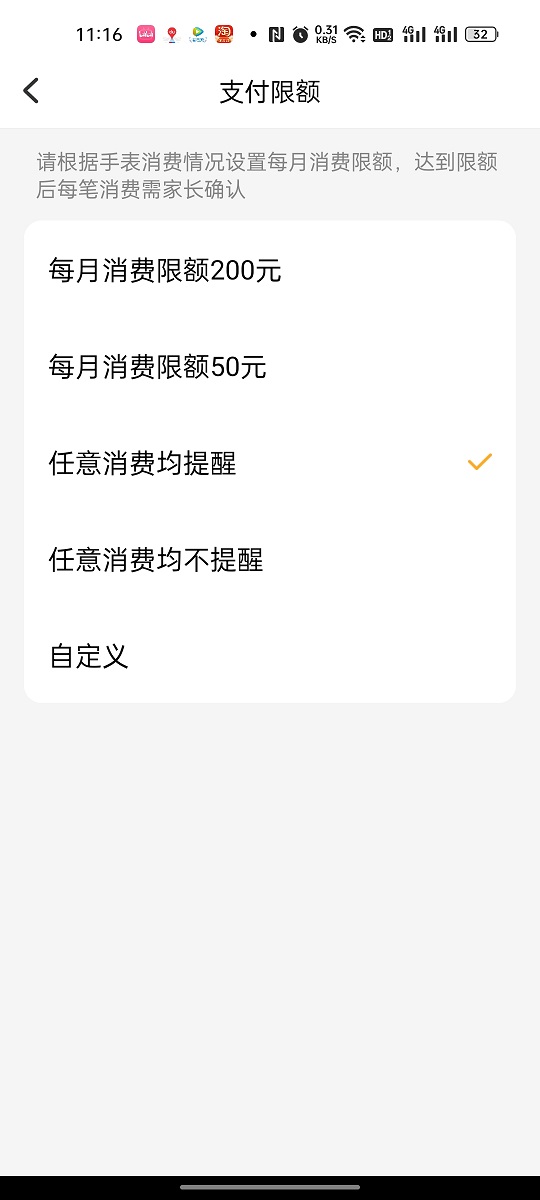 11:16
0.31
KB/S
HD
4G
4G
32
支付限额
请根据手表消费情况设置每月消费限额，达到限额
后每笔消费需家长确认
每月消费限额200元
每月消费限额50元
任意消费均提醒
任意消费均不提醒
自定义